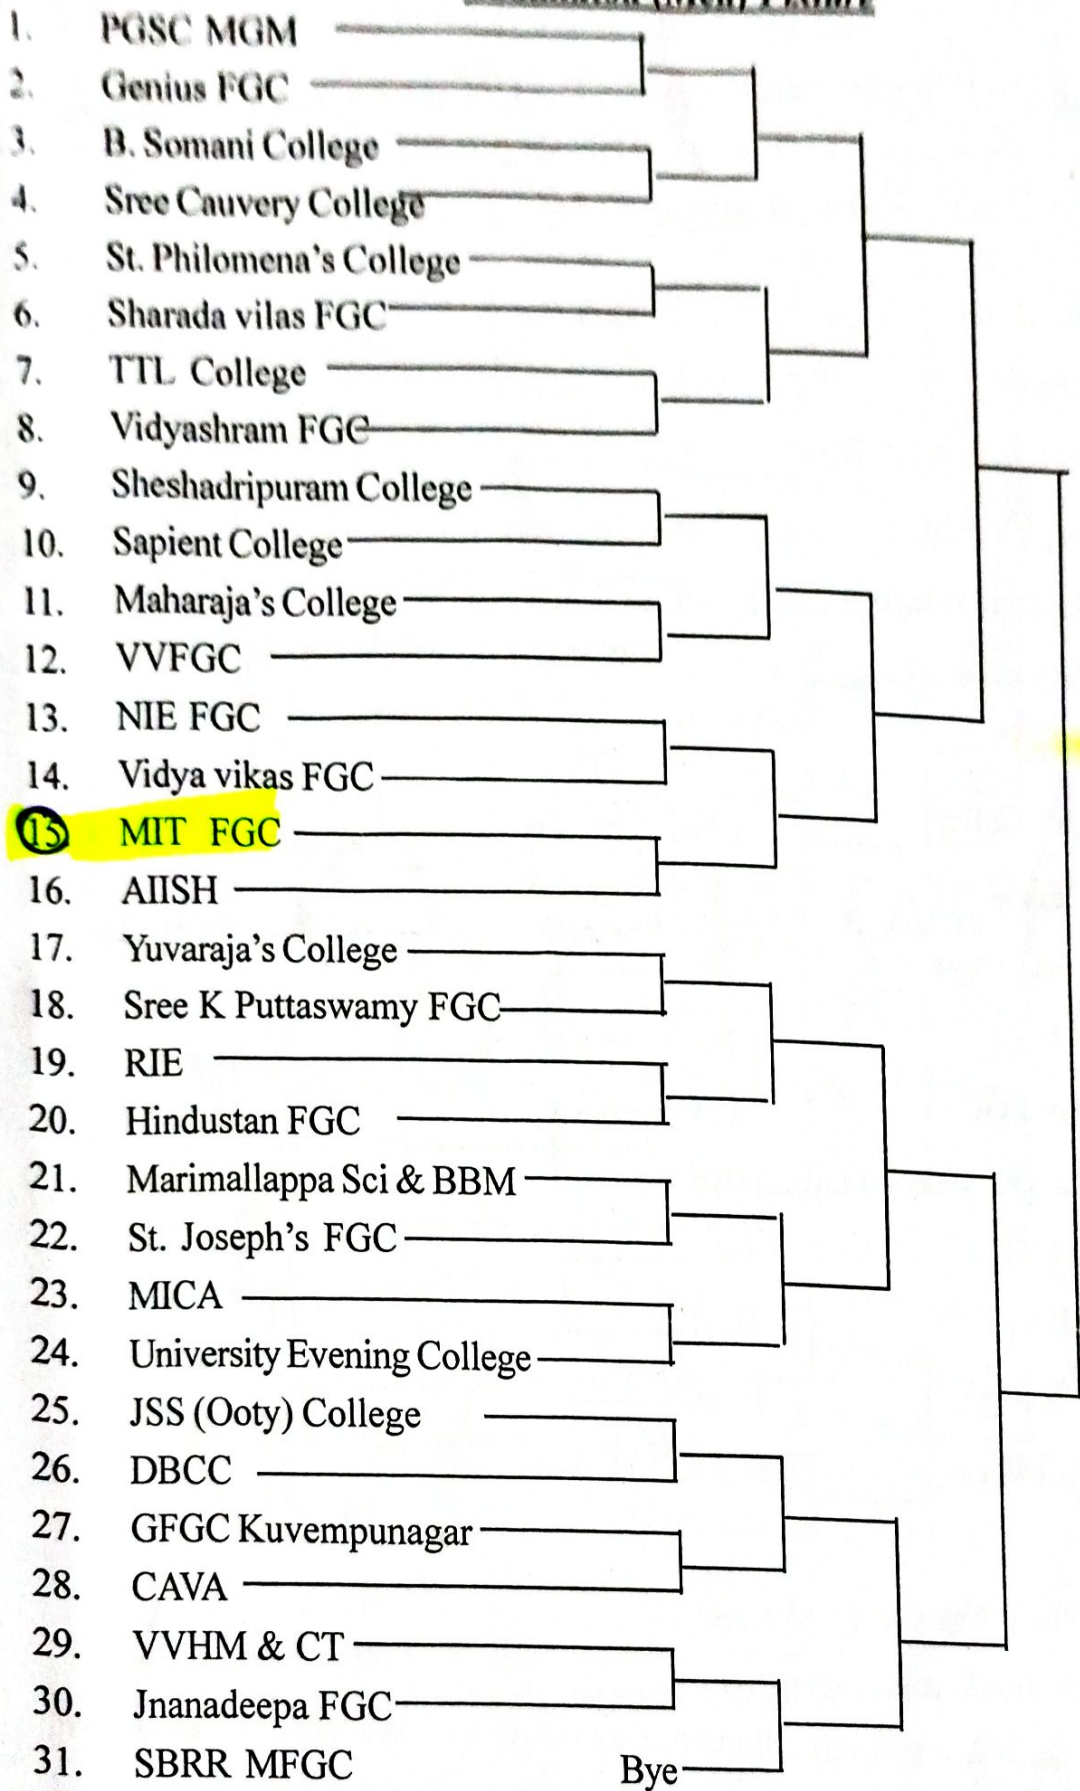 1. PGSC MGM
2. Genius FGC
3. B. Somani College
4. Sree Cauvery College
5. St. Philomena's College
6. Sharada vilas FGC
7. TTL College
8. Vidyashram FGC
9. Sheshadripuram College
10. Sapient College
11. Maharaja's College
12. VVFGC
13. NIE FGC
14. Vidya vikas FGC
15 MIT FGC
16. AIISH
17. Yuvaraja's College
18. Sree K Puttaswamy FGC
19. RIE
20. Hindustan FGC
21. Marimallappa Sci & BBM
22. St. Joseph's FGC
23. MICA
24. University Evening College
25. JSS (Ooty) College
26. DBCC
27. GFGC Kuvempunagar
28. CAVA
29. VVHM & CT
30. Jnanadeepa FGC
31. SBRR MFGC Bye